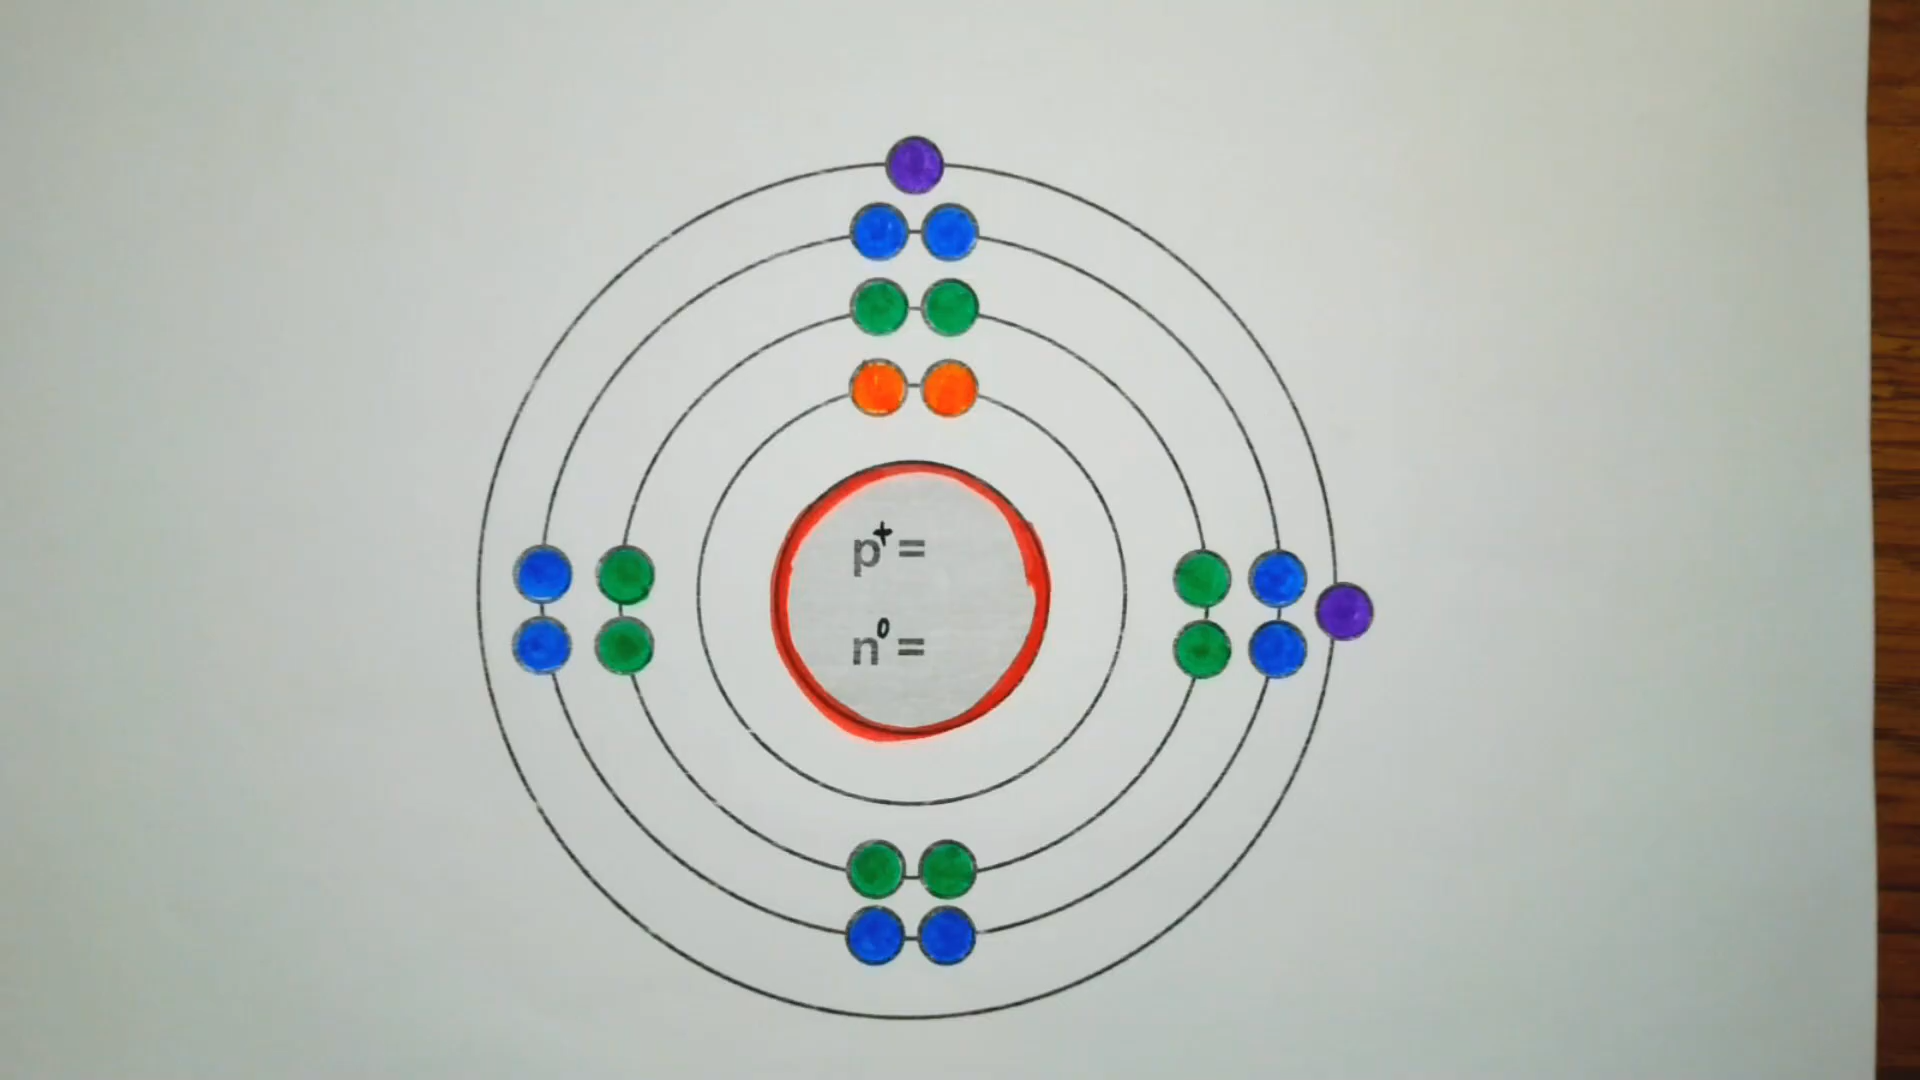 p⁺ =
n⁰ =